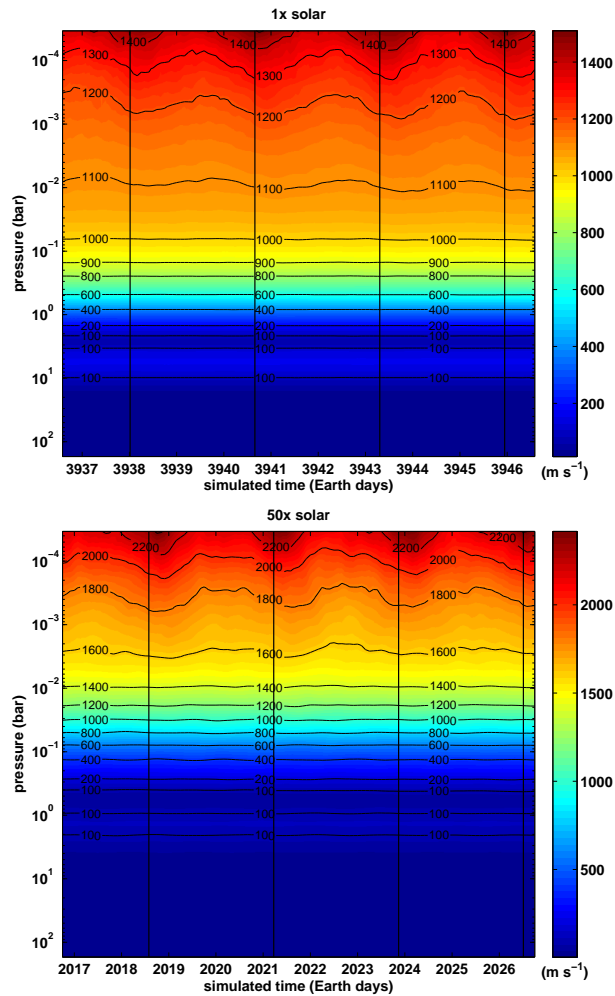 1x solar
10⁻⁴
10⁻³
10⁻²
10⁻¹
10⁰
10¹
10²
pressure (bar)
1400 1400 1400 1400
1300 1300 1300
1200 1200 1200
1100 1100 1100
1000 1000 1000
900 900 900
800 800 800
600 600 600
400 400 400
200 200 200
100 100 100
100 100 100
100 100 100
3937 3938 3939 3940 3941 3942 3943 3944 3945 3946
simulated time (Earth days)
1400
1200
1000
800
600
400
200
(m s⁻¹)
50x solar
10⁻⁴
10⁻³
10⁻²
10⁻¹
10⁰
10¹
10²
pressure (bar)
2200 2200 2200 2200
2000 2000 2000
1800 1800 1800
1600 1600 1600
1400 1400 1400
1200 1200 1200
1000 1000 1000
800 800 800
600 600 600
400 400 400
200 200 200
100 100 100
100 100 100
100 100 100
2017 2018 2019 2020 2021 2022 2023 2024 2025 2026
simulated time (Earth days)
2000
1500
1000
500
(m s⁻¹)